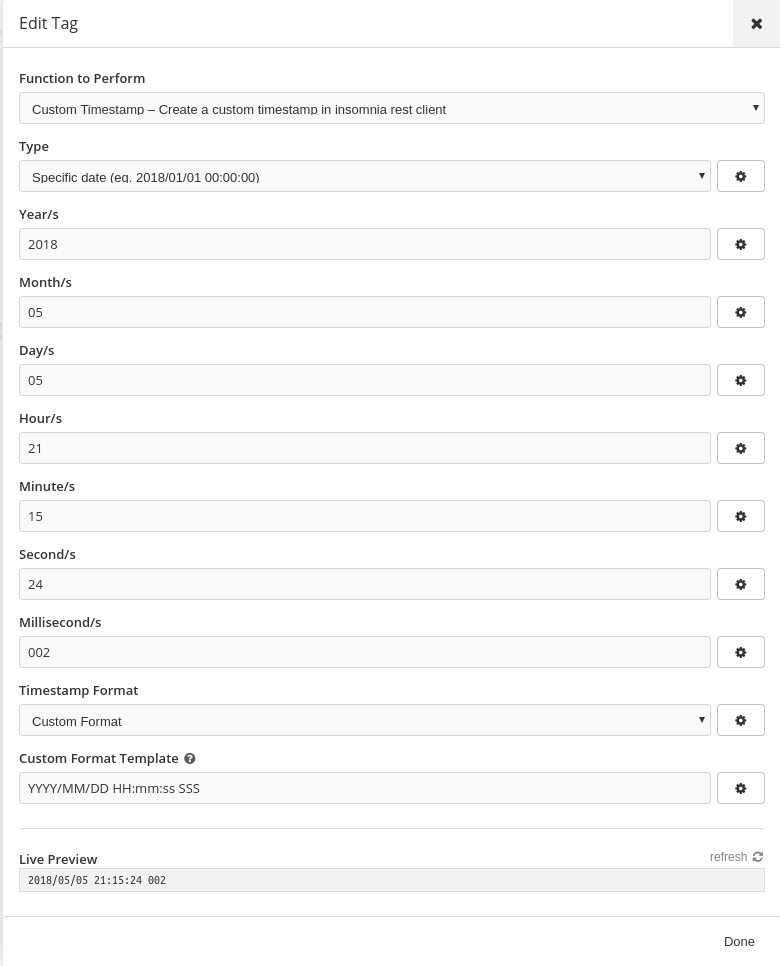 Edit Tag
Function to Perform
Custom Timestamp – Create a custom timestamp in insomnia rest client
Type
Specific date (eg. 2018/01/01 00:00:00)
Year/s
2018
Month/s
05
Day/s
05
Hour/s
21
Minute/s
15
Second/s
24
Millisecond/s
002
Timestamp Format
Custom Format
Custom Format Template
YYYY/MM/DD HH:mm:ss SSS
Live Preview
refresh
2018/05/05 21:15:24 002
Done